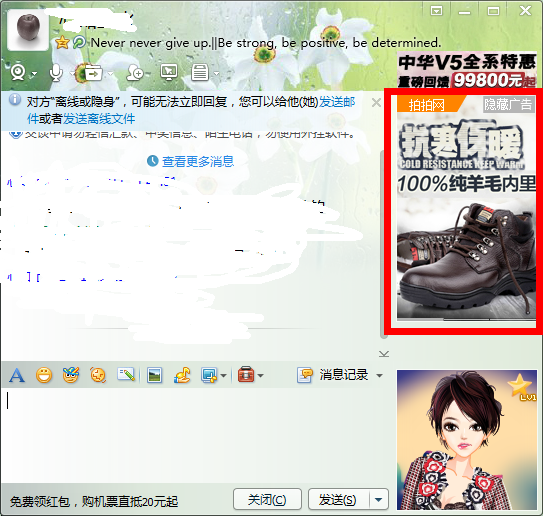 Never never give up.||Be strong, be positive, be determined.
中华V5全系特惠
重磅回馈 99800元起
对方"离线或隐身"，可能无法立即回复，您可以给他(她)发送邮
件或者发送离线文件
交谈中请勿轻信汇款、中奖信息、陌生电话，勿使用外挂软件。
查看更多消息
拍拍网 隐藏广告
抗寒保暖
COLD RESISTANCE KEEP WARM
100%纯羊毛内里
消息记录
LV1
免费领红包，购机票直抵20元起
关闭(C) 发送(S)